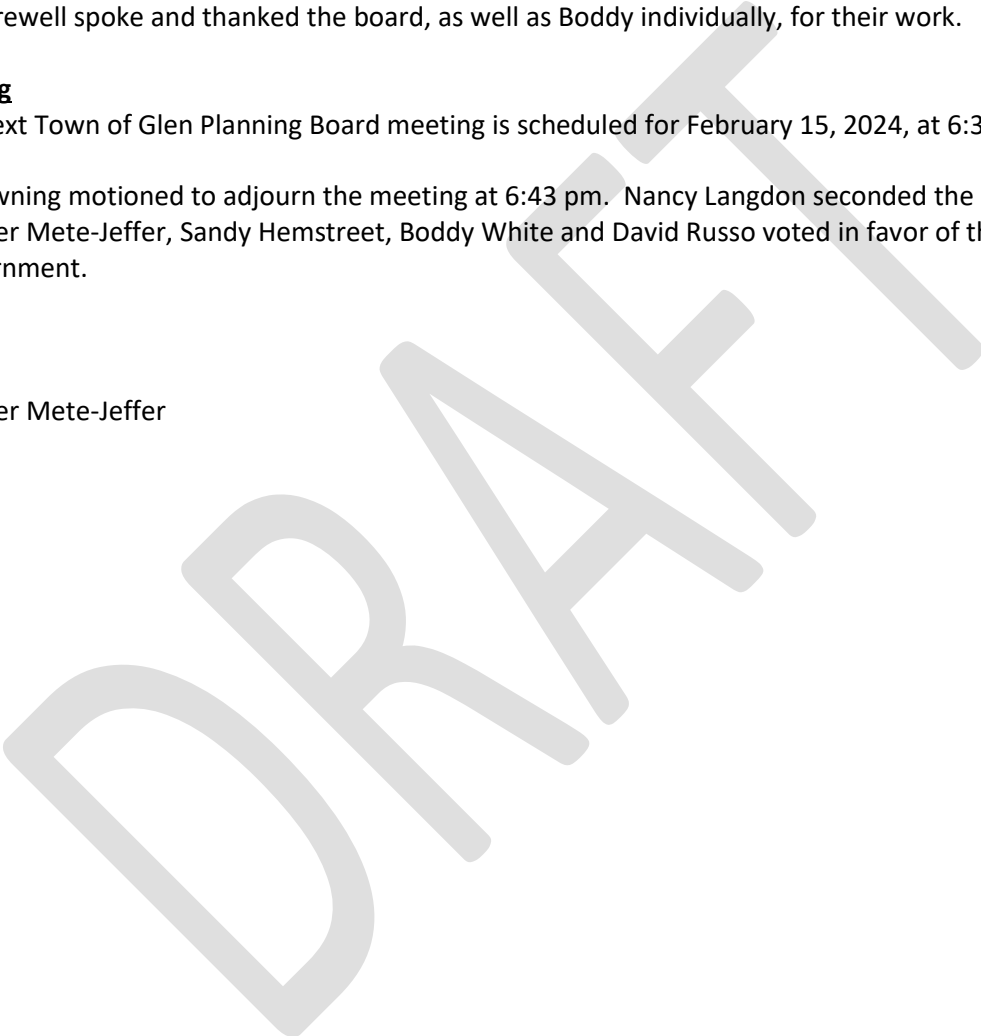 rewell spoke and thanked the board, as well as Boddy individually, for their work.
g
ext Town of Glen Planning Board meeting is scheduled for February 15, 2024, at 6:3
wning motioned to adjourn the meeting at 6:43 pm.  Nancy Langdon seconded the
er Mete-Jeffer, Sandy Hemstreet, Boddy White and David Russo voted in favor of th
rnment.
er Mete-Jeffer
DRAFT